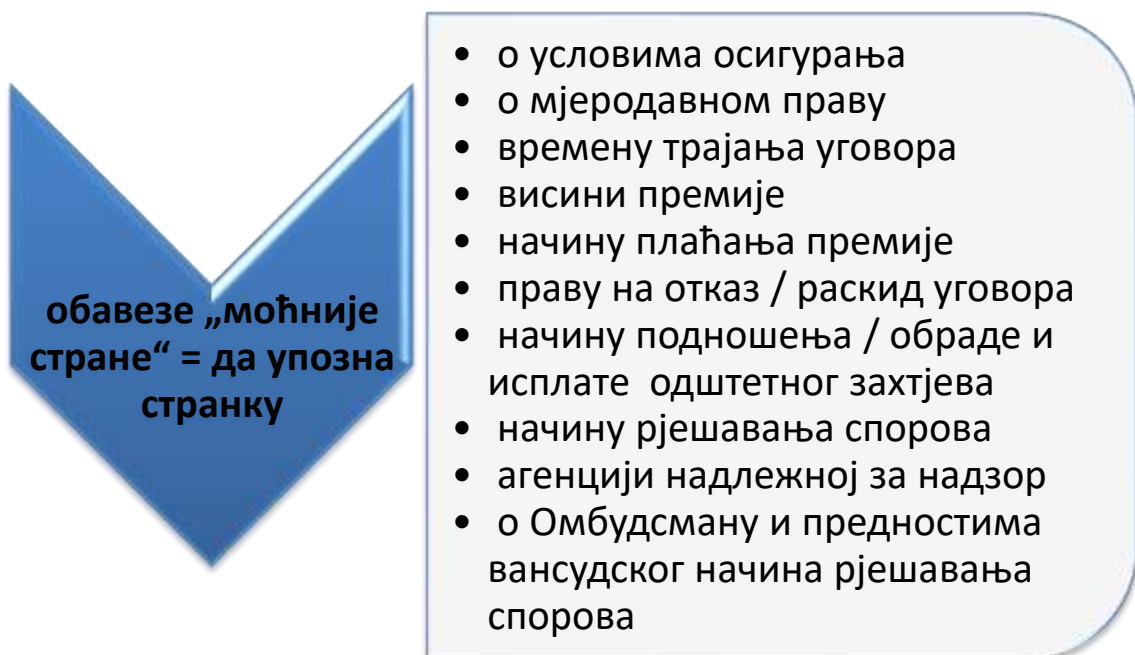 обавезе „моћније
стране“ = да упозна
странку
• о условима осигурања
• о мјеродавном праву
• времену трајања уговора
• висини премије
• начину плаћања премије
• праву на отказ / раскид уговора
• начину подношења / обраде и
исплате одштетног захтјева
• начину рјешавања спорова
• агенцији надлежној за надзор
• о Омбудсману и предностима
вансудског начина рјешавања
спорова